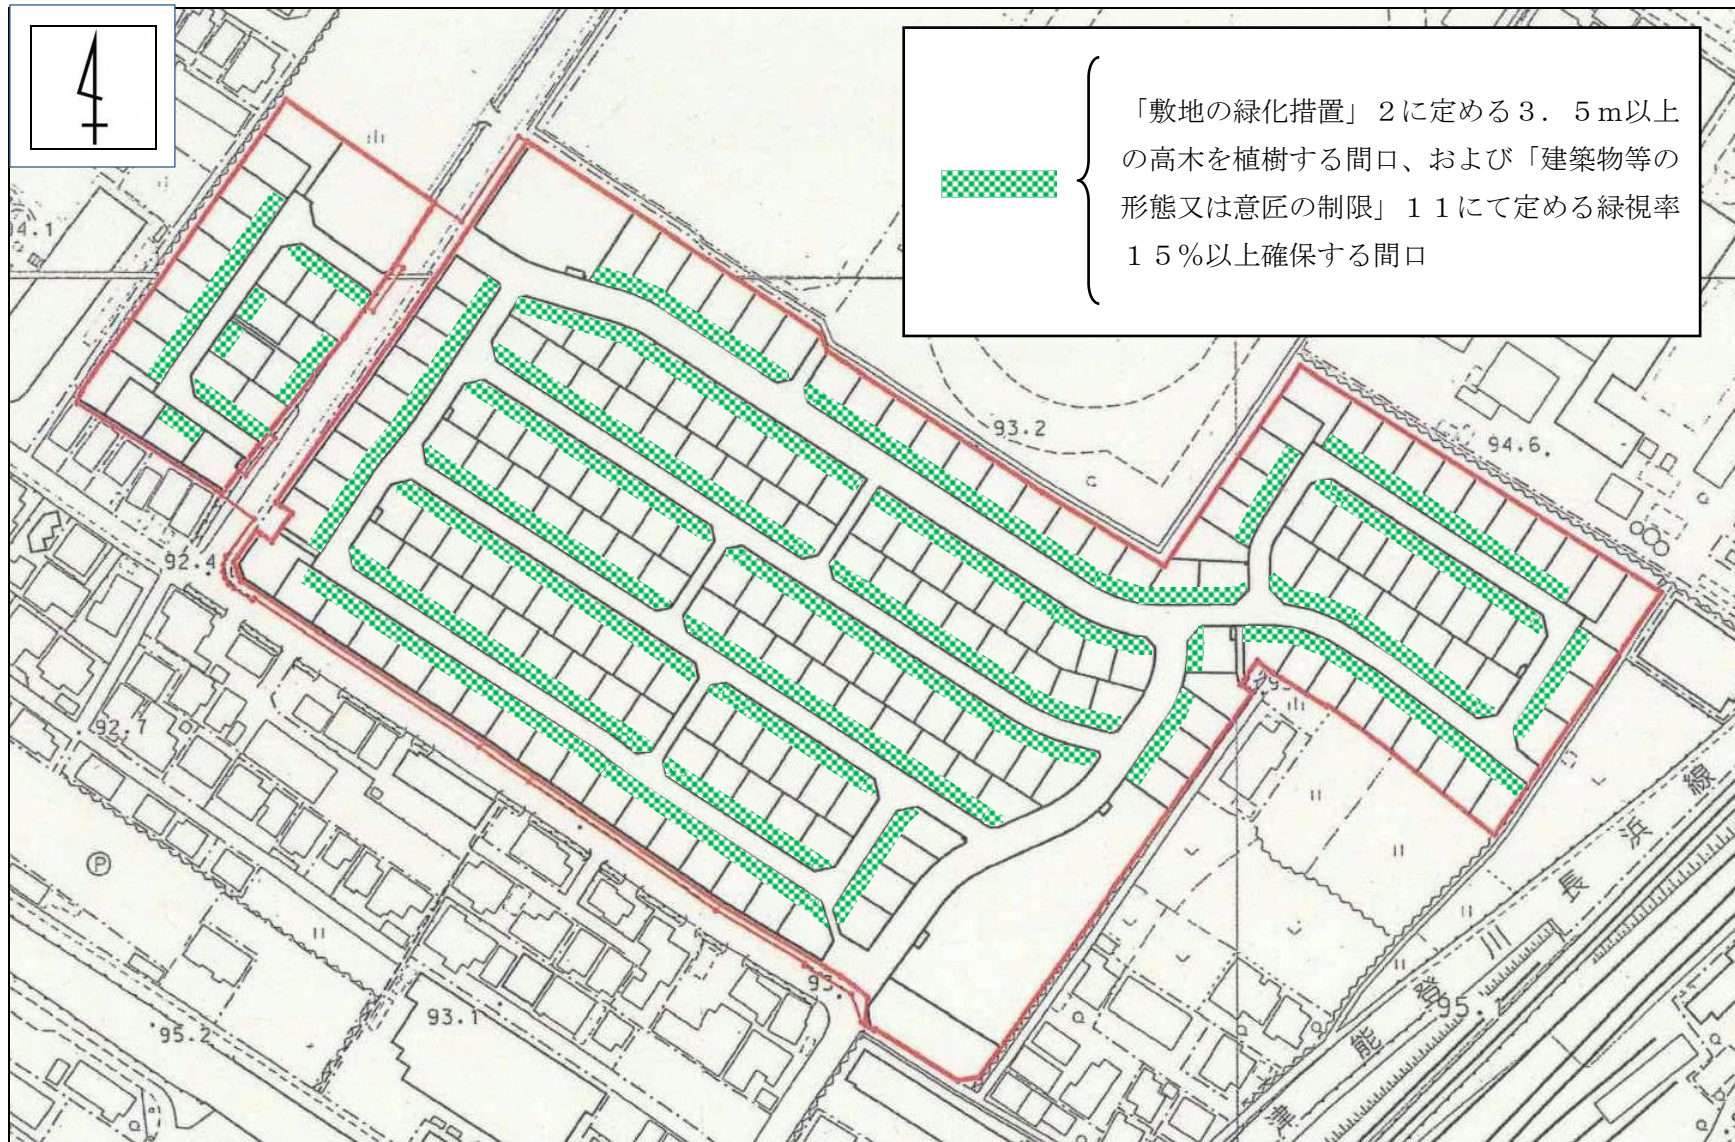 「敷地の緑化措置」２に定める３．５ｍ以上
の高木を植樹する間口、および「建築物等の
形態又は意匠の制限」１１にて定める緑視率
１５％以上確保する間口
94.1
93.2
94.6.
92.4
92.7
P
93.1
95.2
93.
95.
津能登川長浜線